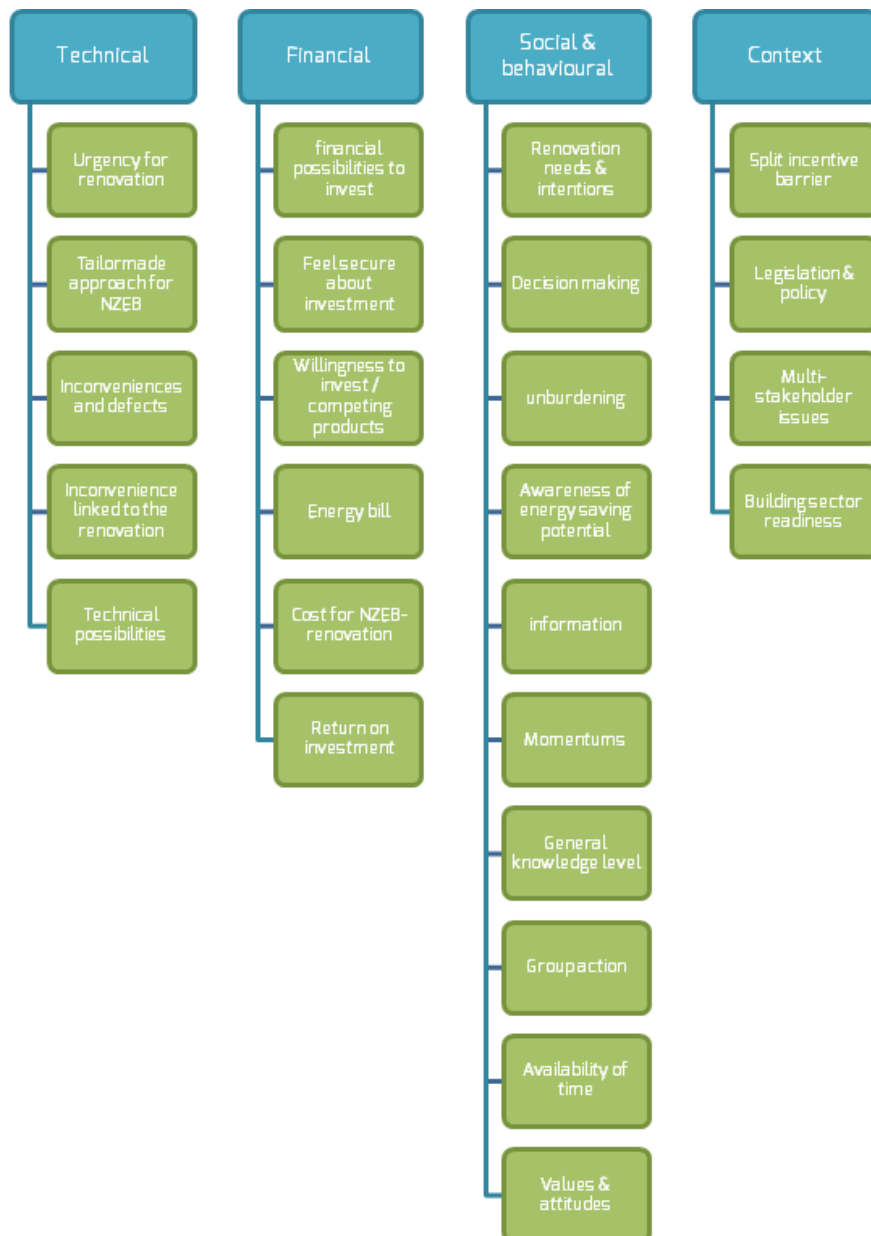 Technical
Urgency for
renovation
Tailormade
approach for
NZEB
Inconveniences
and defects
Inconvenience
linked to the
renovation
Technical
possibilities
Financial
financial
possibilities to
invest
Feel secure
about
investment
Willingness to
invest /
competing
products
Energy bill
Cost for NZEB-
renovation
Return on
investment
Social &
behavioural
Renovation
needs &
intentions
Decision making
unburdening
Awareness of
energy saving
potential
information
Momentums
General
knowledge level
Group action
Availability of
time
Values &
attitudes
Context
Split incentive
barrier
Legislation &
policy
Multi-
stakeholder
issues
Building sector
readiness